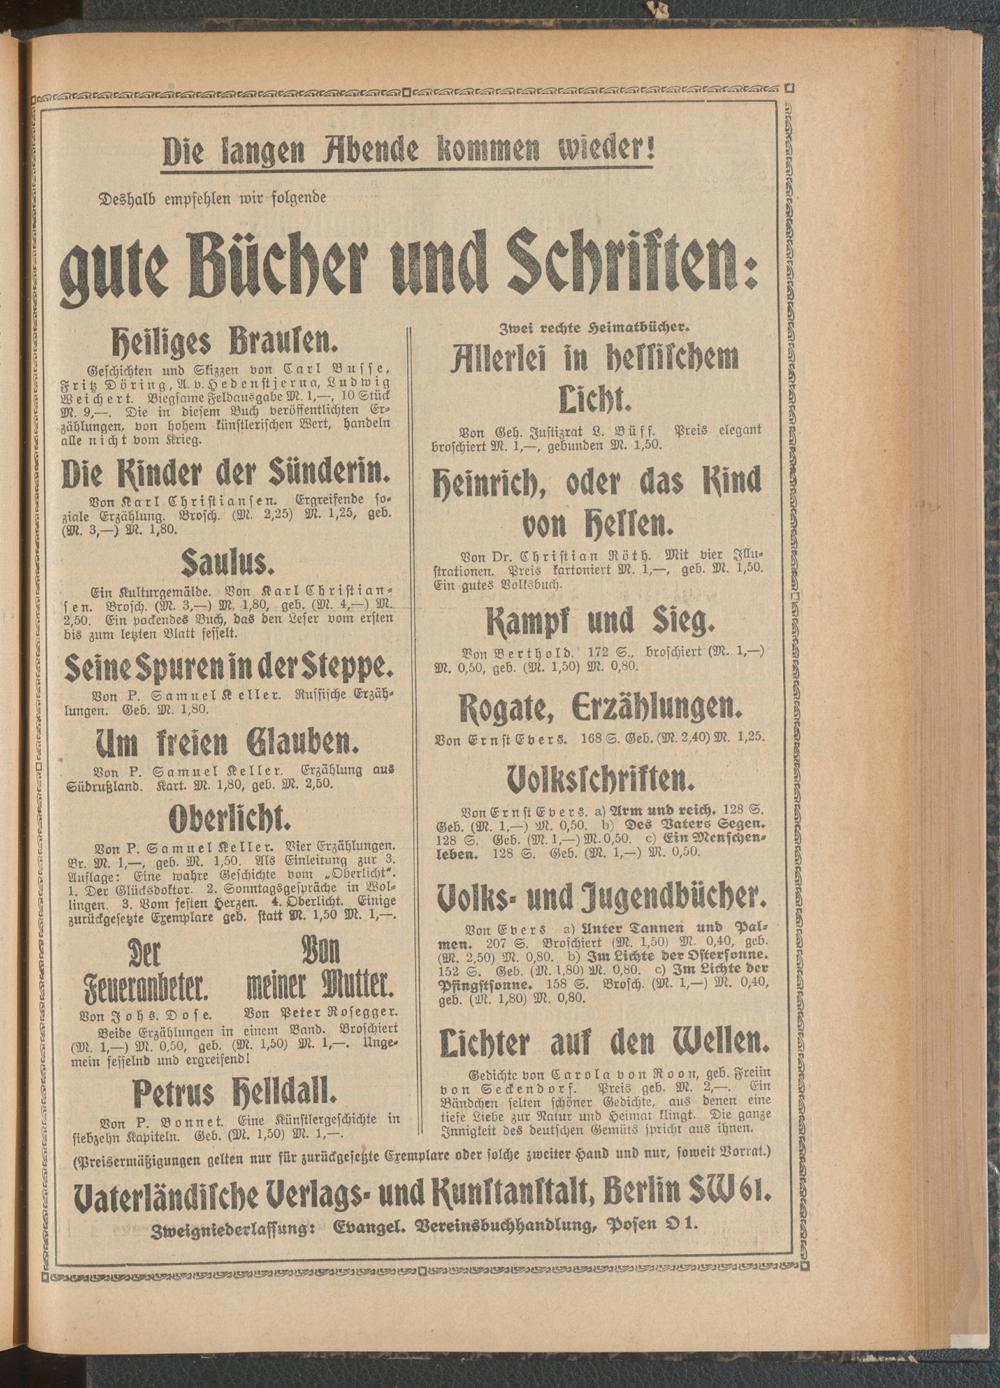 Die langen Abende kommen wieder!
Deshalb empfehlen wir folgende
gute Bücher und Schriften:
Heiliges Brausen.
Geschichten und Skizzen von Carl Busse,
Fritz Döring, A. v. Hedenstjerna, Ludwig
Weichert. Biegsame Feldausgabe M. 1,—, 10 Stück
M. 9,—. Die in diesem Buch veröffentlichten Er-
zählungen, von hohem künstlerischen Wert, handeln
alle nicht vom Krieg.
Die Kinder der Sünderin.
Von Karl Christiansen. Ergreifende so-
ziale Erzählung. Brosch. (M. 2,25) M. 1,25, geb.
(M. 3,—) M. 1,80.
Saulus.
Ein Kulturgemälde. Von Karl Christian-
sen. Brosch. (M. 3,—) M. 1,80, geb. (M. 4,—) M.
2,50. Ein packendes Buch, das den Leser vom ersten
bis zum letzten Blatt fesselt.
Seine Spuren in der Steppe.
Von P. Samuel Keller. Russische Erzäh-
lungen. Geb. M. 1,80.
Um freien Glauben.
Von P. Samuel Keller. Erzählung aus
Südrußland. Kart. M. 1,80, geb. M. 2,50.
Oberlicht.
Von P. Samuel Keller. Vier Erzählungen.
Br. M. 1,—, geb. M. 1,50. Als Einleitung zur 3.
Auflage: Eine wahre Geschichte vom „Oberlicht“.
1. Der Glücksdoktor. 2. Sonntagsgespräche in Wol-
lingen. 3. Vom festen Herzen. 4. Oberlicht. Einige
zurückgesetzte Exemplare geb. statt M. 1,50 M. 1,—.
Der
Feueranbeter.
Von Johs. Dose.
Von
meiner Mutter.
Von Peter Rosegger.
Beide Erzählungen in einem Band. Broschiert
(M. 1,—) M. 0,50, geb. (M. 1,50) M. 1,—. Unge-
mein fesselnd und ergreifend!
Petrus Helldall.
Von P. Bonnet. Eine Künstlergeschichte in
siebzehn Kapiteln. Geb. (M. 1,50) M. 1,—.
Zwei rechte Heimatbücher.
Allerlei in hessischem
Licht.
Von Geh. Justizrat L. Büff. Preis elegant
broschiert M. 1,—, gebunden M. 1,50.
Heinrich, oder das Kind
von Hessen.
Von Dr. Christian Röth. Mit vier Illu-
strationen. Preis kartoniert M. 1,—, geb. M. 1,50.
Ein gutes Volksbuch.
Kampf und Sieg.
Von Berthold. 172 S., broschiert (M. 1,—)
M. 0,50, geb. (M. 1,50) M. 0,80.
Rogate, Erzählungen.
Von Ernst Evers. 168 S. Geb. (M. 2,40) M. 1,25.
Volksschriften.
Von Ernst Evers. a) Arm und reich. 128 S.
Geb. (M. 1,—) M. 0,50. b) Des Vaters Segen.
128 S. Geb. (M. 1,—) M. 0,50. c) Ein Menschen-
leben. 128 S. Geb. (M. 1,—) M. 0,50.
Volks- und Jugendbücher.
Von Evers a) Unter Tannen und Pal-
men. 207 S. Broschiert (M. 1,50) M. 0,40, geb.
(M. 2,50) M. 0,80. b) Im Lichte der Ostersonne.
152 S. Geb. (M. 1,80) M. 0,80. c) Im Lichte der
Pfingstsonne. 158 S. Brosch. (M. 1,—) M. 0,40,
geb. (M. 1,80) M. 0,80.
Lichter auf den Wellen.
Gedichte von Carola von Roon, geb. Freiin
von Seckendorf. Preis geb. M. 2,—. Ein
Bändchen selten schöner Gedichte, aus denen eine
tiefe Liebe zur Natur und Heimat klingt. Die ganze
Innigkeit des deutschen Gemüts spricht aus ihnen.
(Preisermäßigungen gelten nur für zurückgesetzte Exemplare oder solche zweiter Hand und nur, soweit Vorrat.)
Vaterländische Verlags- und Kunstanstalt, Berlin SW 61.
Zweigniederlassung: Evangel. Vereinsbuchhandlung, Posen O 1.